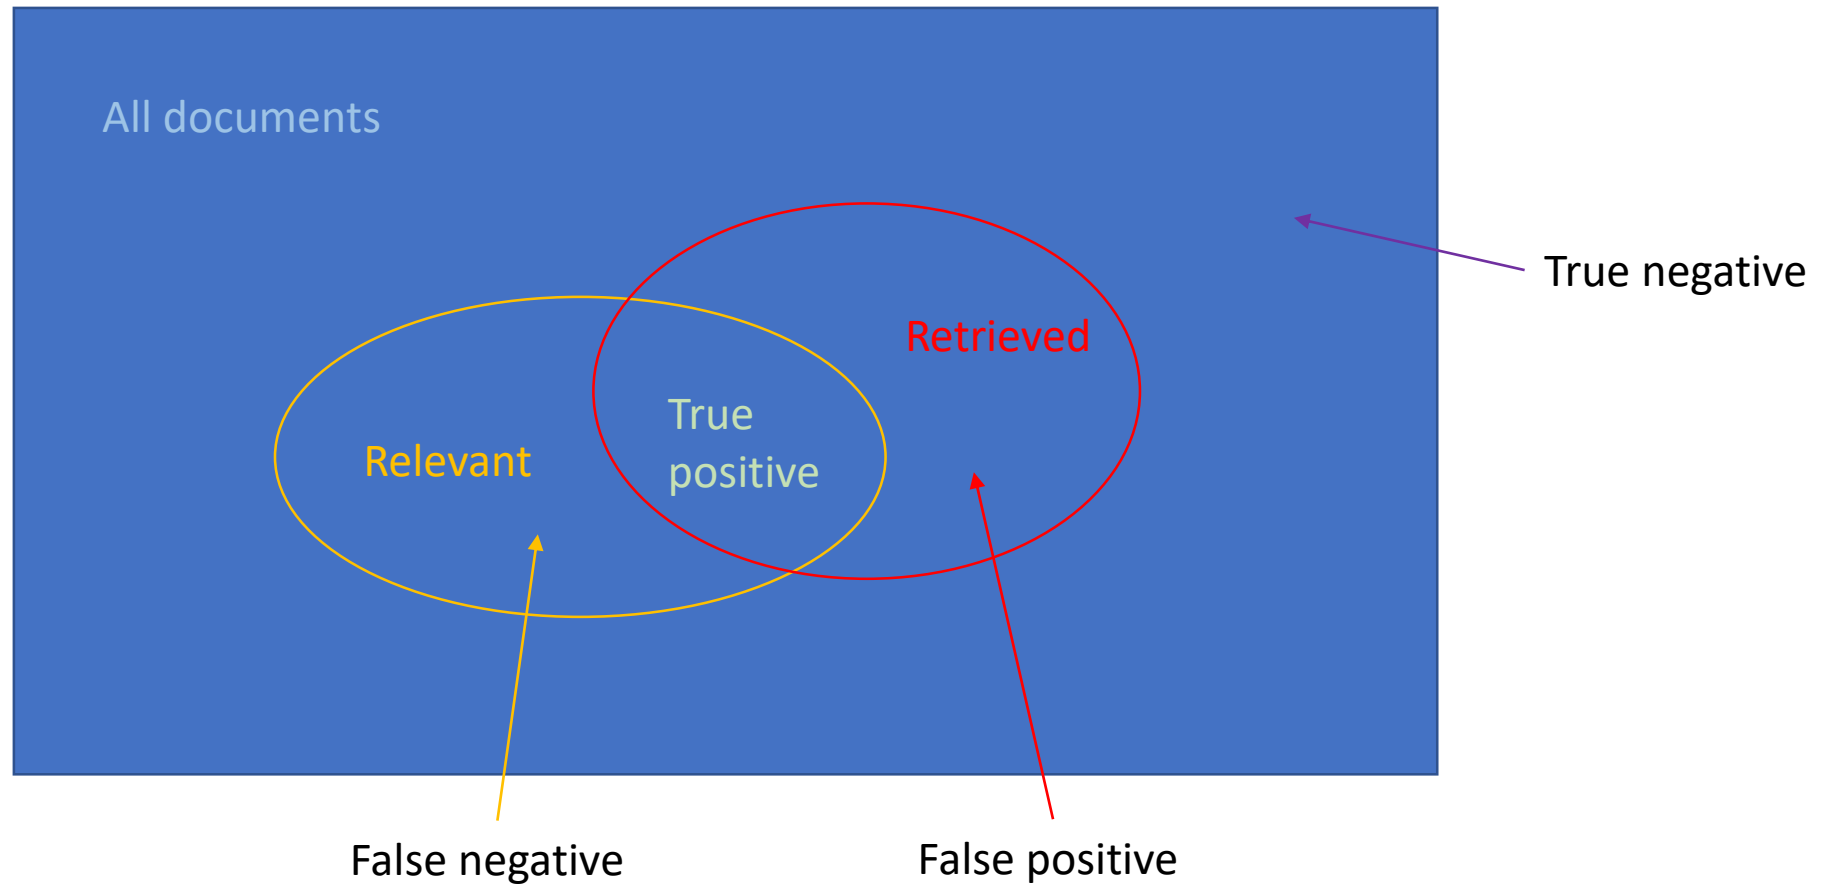 All documents
True negative
Retrieved
True
positive
Relevant
False negative
False positive